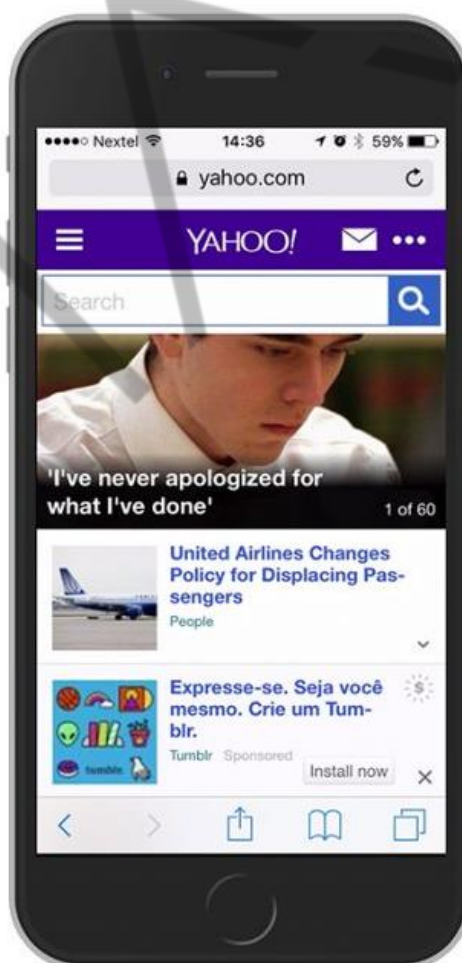 Nextel 14:36 59%
yahoo.com
YAHOO!
Search
'I've never apologized for
what I've done'
1 of 60
United Airlines Changes
Policy for Displacing Pas-
sengers
People
Expresse-se. Seja você
mesmo. Crie um Tum-
blr.
Tumblr Sponsored
Install now
tumblr.